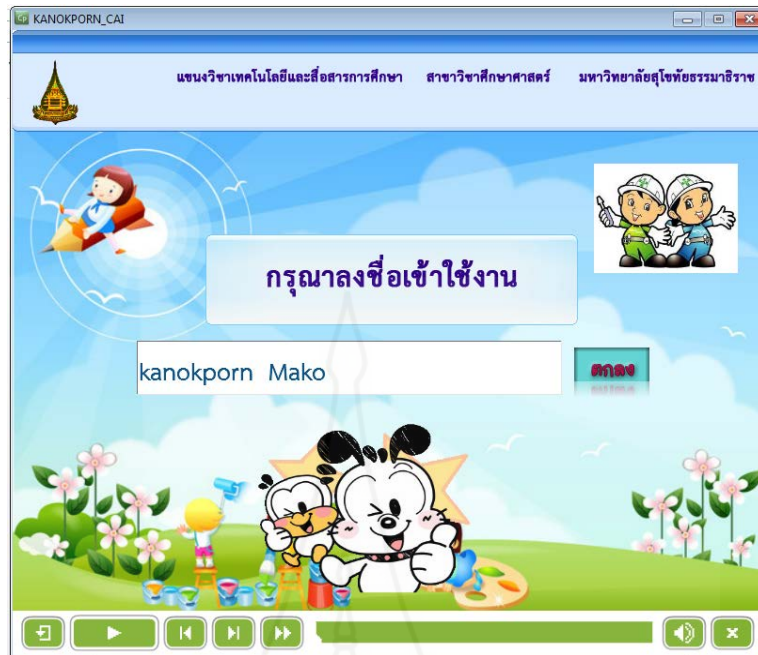 KANOKPORN_CAI
แขนงวิชาเทคโนโลยีและสื่อสารการศึกษา สาขาวิชาศึกษาศาสตร์ มหาวิทยาลัยสุโขทัยธรรมาธิราช
กรุณาลงชื่อเข้าใช้งาน
kanokporn Mako
ตกลง